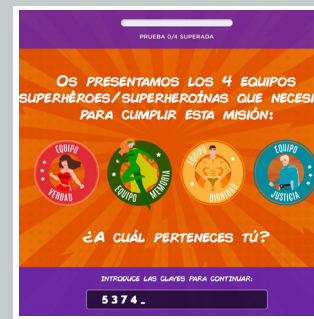 PRUEBA 0/4 SUPERADA
OS PRESENTAMOS LOS 4 EQUIPOS
SUPERHÉROES/SUPERHEROÍNAS QUE NECESI
PARA CUMPLIR ESTA MISIÓN:
EQUIPO VERDAD
EQUIPO MEMORIA
EQUIPO DIGNIDAD
EQUIPO JUSTICIA
¿A CUÁL PERTENECES TÚ?
INTRODUCE LAS CLAVES PARA CONTINUAR:
5374_